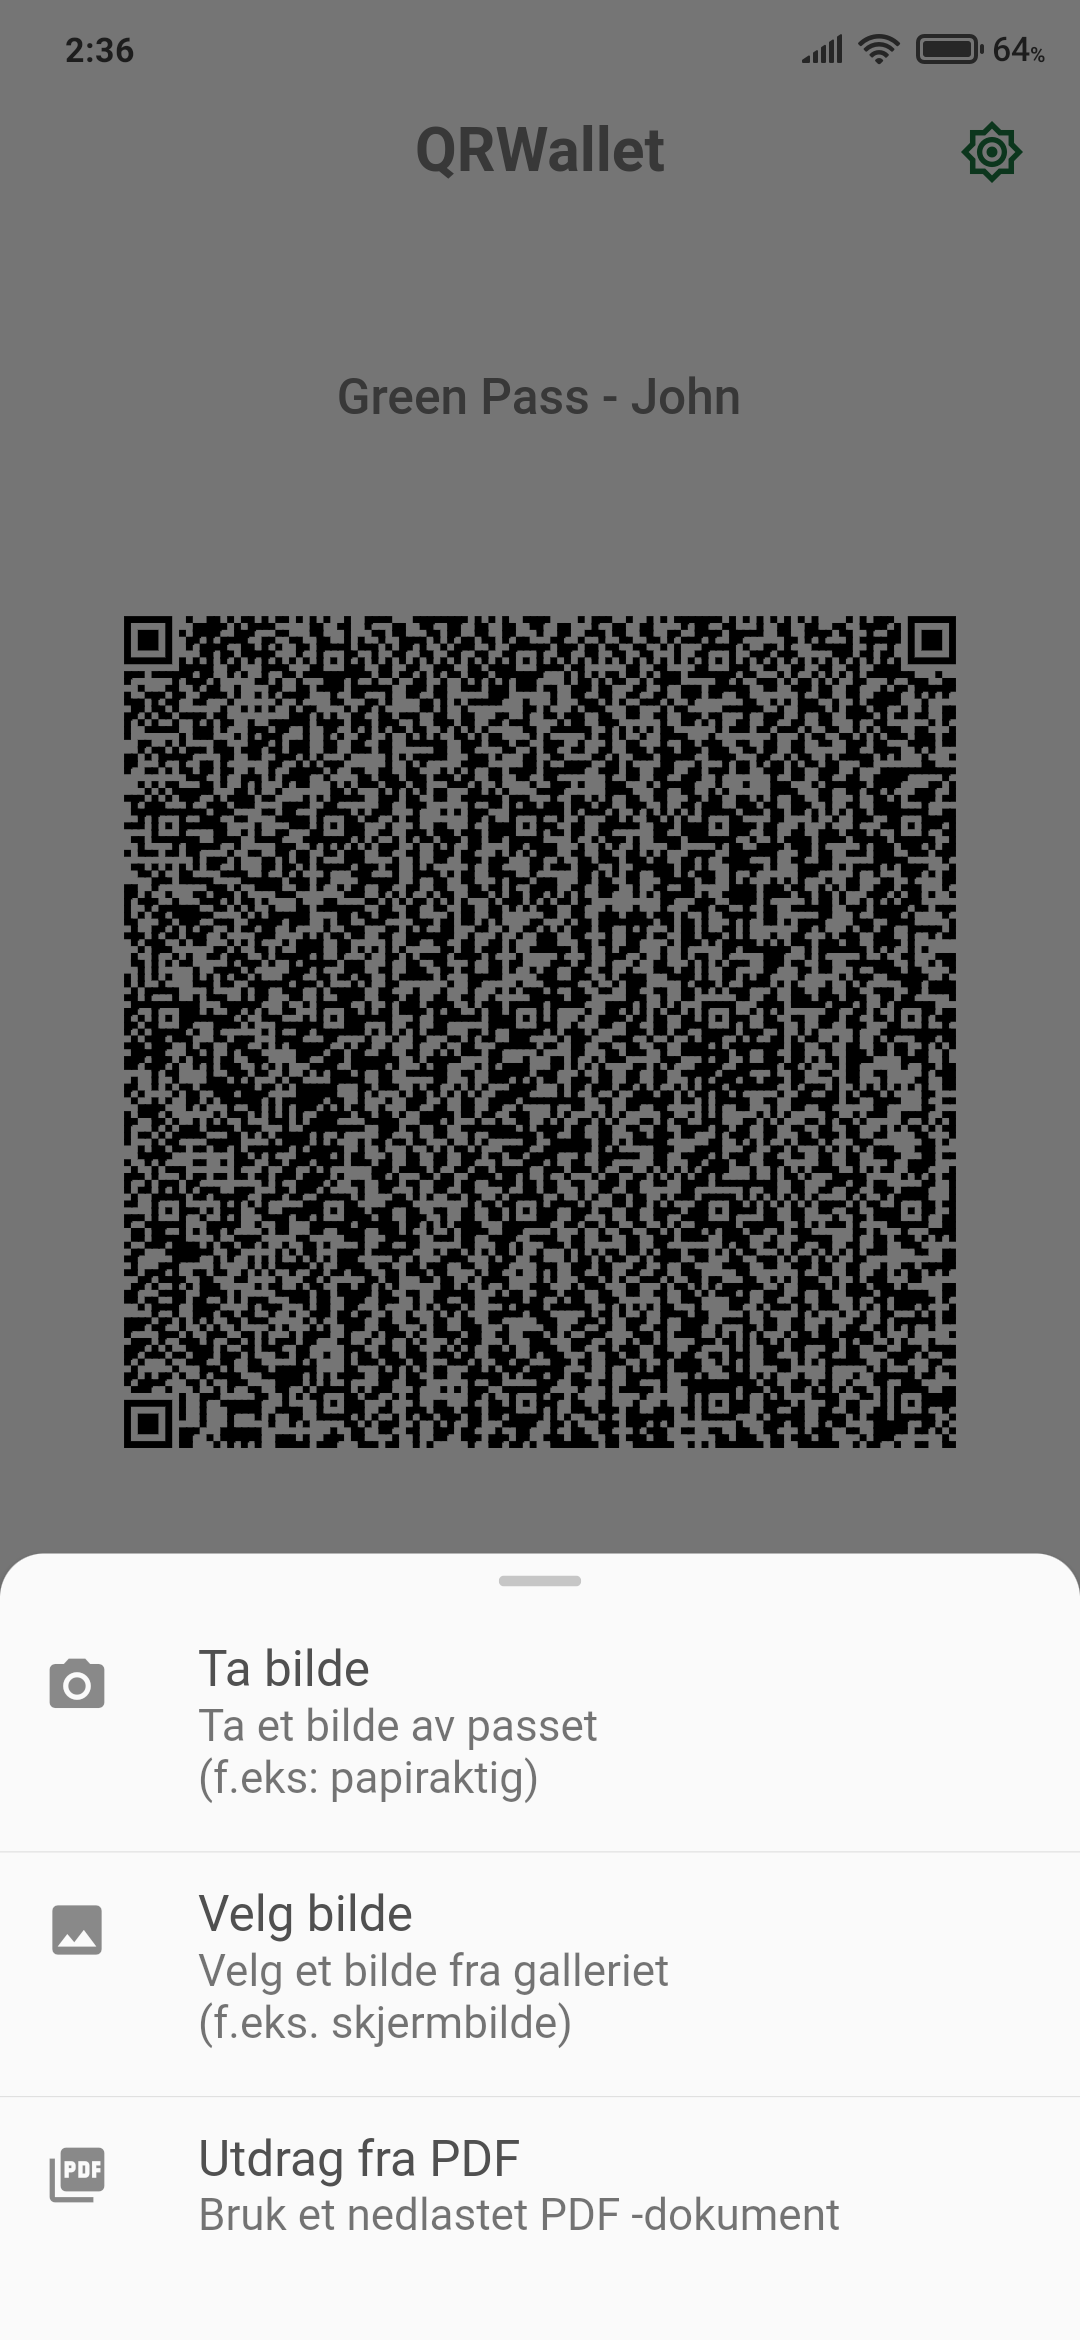 2:36
64%
QRWallet
Green Pass - John
Ta bilde
Ta et bilde av passet
(f.eks: papiraktig)
Velg bilde
Velg et bilde fra galleriet
(f.eks. skjermbilde)
PDF
Utdrag fra PDF
Bruk et nedlastet PDF -dokument